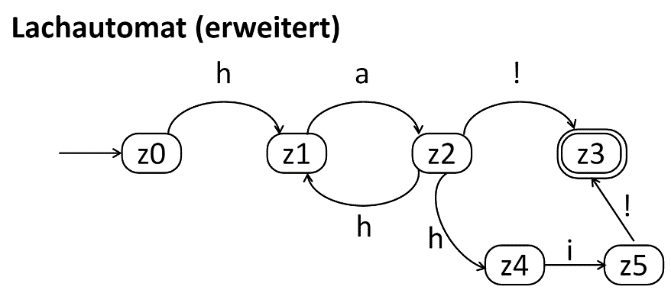 Lachautomat (erweitert)
h a !
z0 z1 z2 z3
h h !
z4 i z5